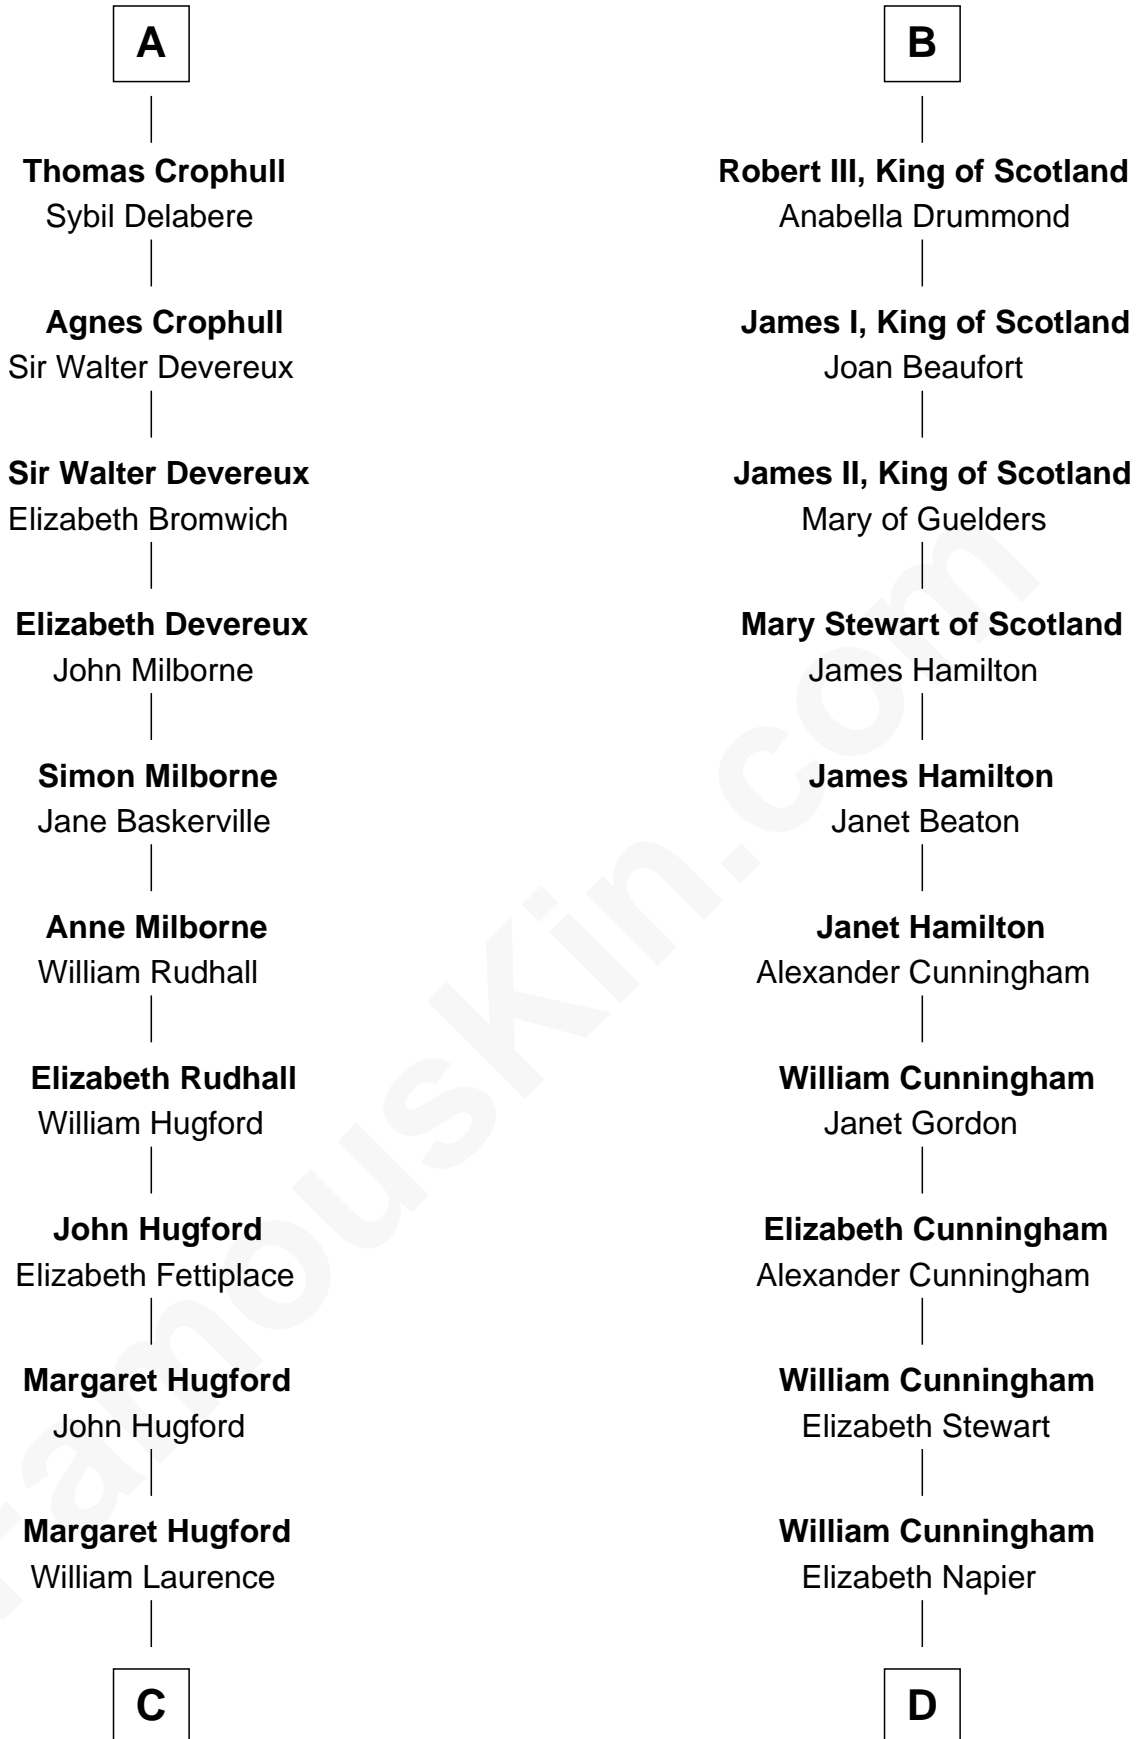 A
Thomas Crophull
Sybil Delabere
Agnes Crophull
Sir Walter Devereux
Sir Walter Devereux
Elizabeth Bromwich
Elizabeth Devereux
John Milborne
Simon Milborne
Jane Baskerville
Anne Milborne
William Rudhall
Elizabeth Rudhall
William Hugford
John Hugford
Elizabeth Fettiplace
Margaret Hugford
John Hugford
Margaret Hugford
William Laurence
C
B
Robert III, King of Scotland
Anabella Drummond
James I, King of Scotland
Joan Beaufort
James II, King of Scotland
Mary of Guelders
Mary Stewart of Scotland
James Hamilton
James Hamilton
Janet Beaton
Janet Hamilton
Alexander Cunningham
William Cunningham
Janet Gordon
Elizabeth Cunningham
Alexander Cunningham
William Cunningham
Elizabeth Stewart
William Cunningham
Elizabeth Napier
D
FamousKin.com